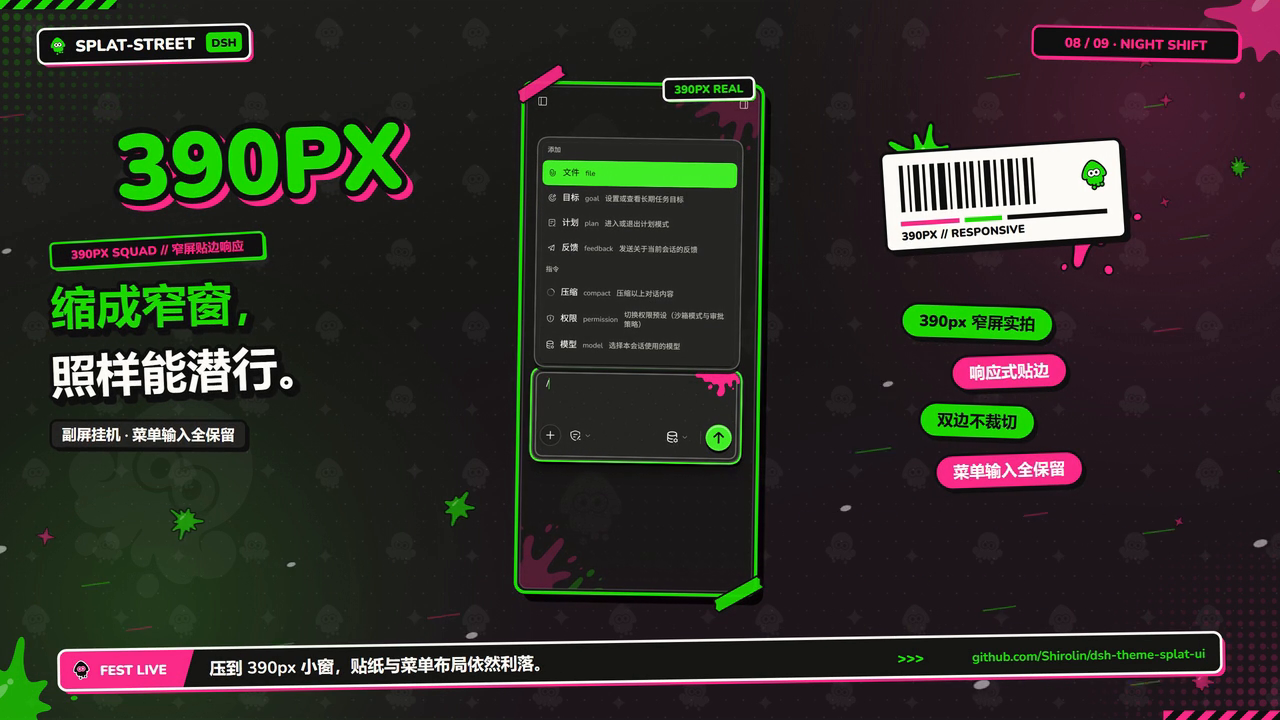 SPLAT-STREET DSH
08 / 09 · NIGHT SHIFT
390PX
390PX SQUAD // 窄屏贴边响应
缩成窄窗，
照样能潜行。
副屏挂机 · 菜单输入全保留
390PX REAL
添加
文件 file
目标 goal 设置或查看长期任务目标
计划 plan 进入或退出计划模式
反馈 feedback 发送关于当前会话的反馈
指令
压缩 compact 压缩以上对话内容
权限 permission 切换权限预设（沙箱模式与审批
策略）
模型 model 选择本会话使用的模型
/
390PX // RESPONSIVE
390px 窄屏实拍
响应式贴边
双边不裁切
菜单输入全保留
FEST LIVE
压到 390px 小窗，贴纸与菜单布局依然利落。
>>>
github.com/Shirolin/dsh-theme-splat-ui